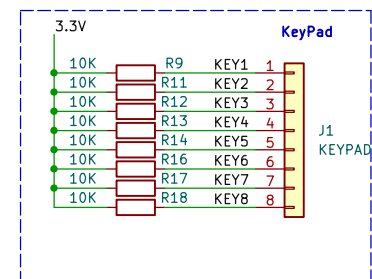 3.3V
KeyPad
10K R9 KEY1 1
10K R11 KEY2 2
10K R12 KEY3 3
10K R13 KEY4 4
10K R14 KEY5 5
10K R16 KEY6 6
10K R17 KEY7 7
10K R18 KEY8 8
J1
KEYPAD